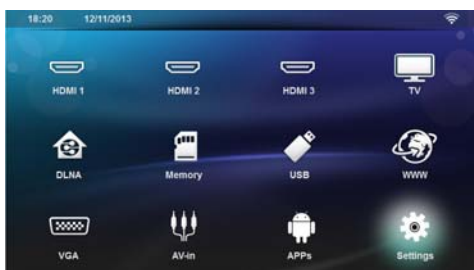 18:20 12/11/2013
HDMI 1 HDMI 2 HDMI 3 TV
DLNA Memory USB WWW
VGA AV-in APPs Settings